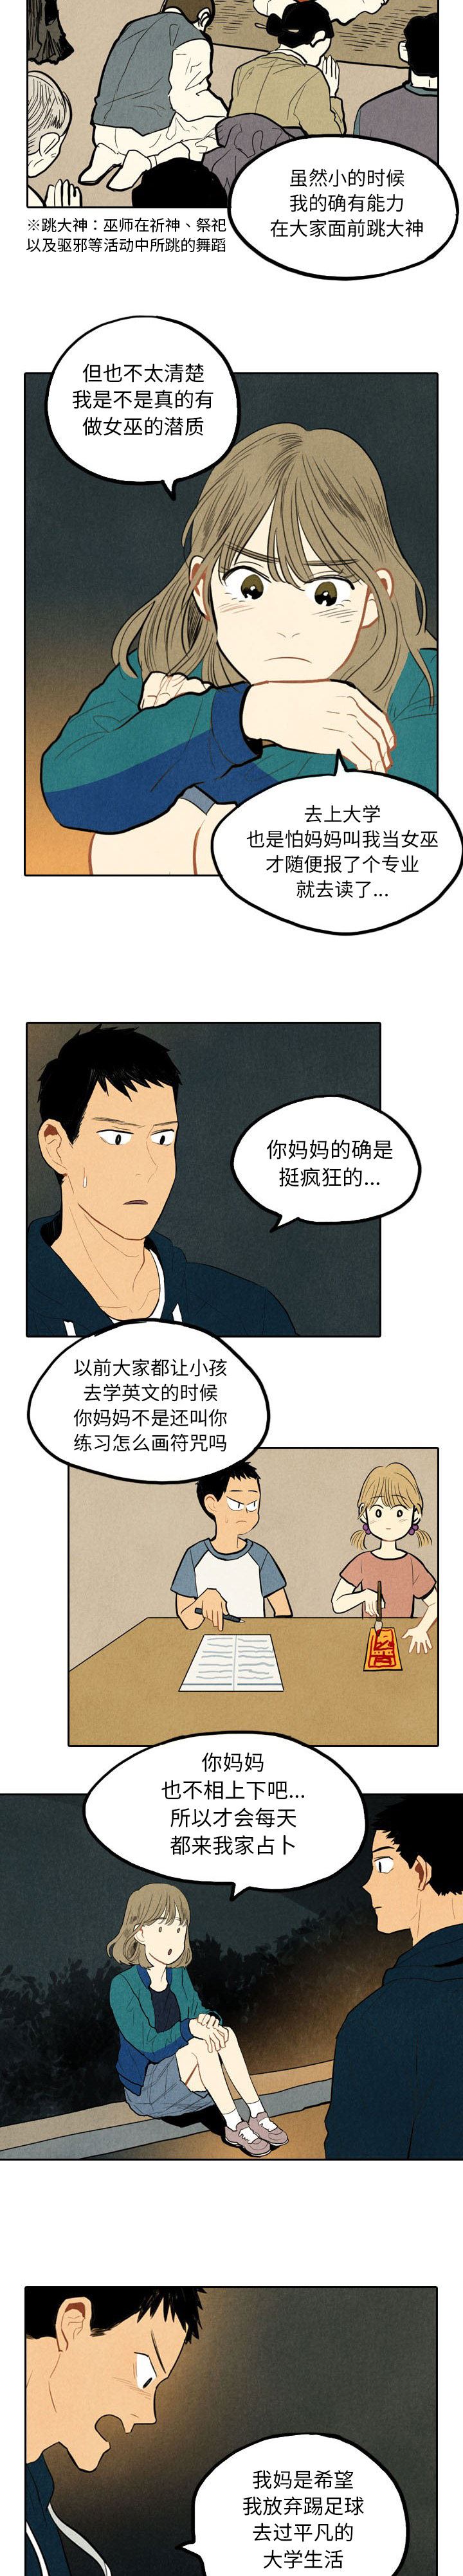 虽然小的时候
我的确有能力
在大家面前跳大神
※跳大神：巫师在祈神、祭祀
以及驱邪等活动中所跳的舞蹈
但也不太清楚
我是不是真的有
做女巫的潜质
去上大学
也是怕妈妈叫我当女巫
才随便报了个专业
就去读了...
你妈妈的确是
挺疯狂的...
以前大家都让小孩
去学英文的时候
你妈妈不是还叫你
练习怎么画符咒吗
你妈妈
也不相上下吧...
所以才会每天
都来我家占卜
我妈是希望
我放弃踢足球
去过平凡的
大学生活